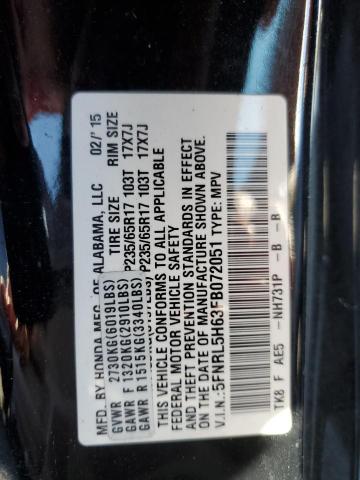 MFD. BY HONDA MFG. OF ALABAMA, LLC 02/'15
GVWR 2730KG(6019LBS) TIRE SIZE RIM SIZE
GAWR F 1320KG(2910LBS) P235/65R17 103T 17X7J
GAWR R 1515KG(3340LBS) P235/65R17 103T 17X7J
THIS VEHICLE CONFORMS TO ALL APPLICABLE
FEDERAL MOTOR VEHICLE SAFETY
AND THEFT PREVENTION STANDARDS IN EFFECT
ON THE DATE OF MANUFACTURE SHOWN ABOVE.
V.I.N.: 5FNRL5H63FB072051 TYPE: MPV
TK8 F AE5 -NH731P -B -B